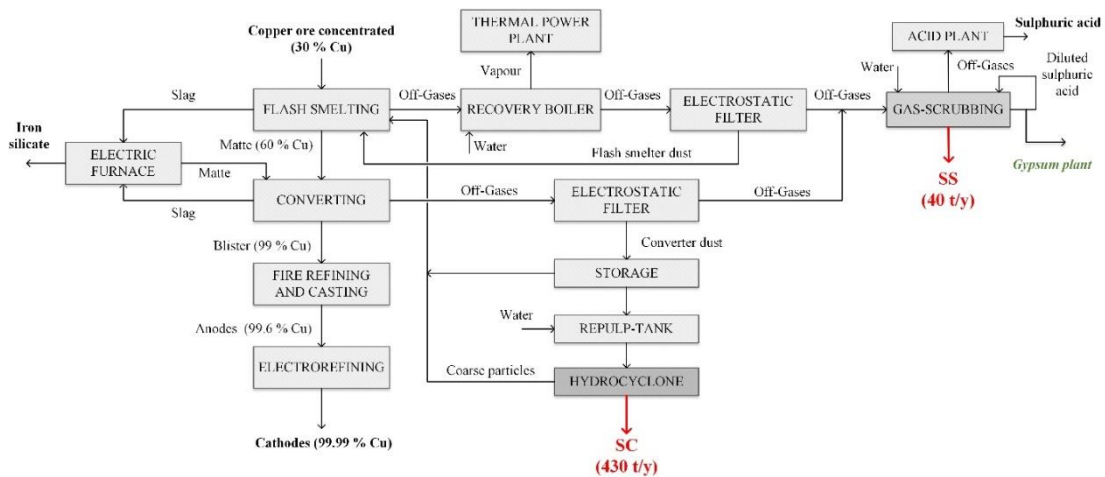 THERMAL POWER
PLANT
Sulphuric acid
ACID PLANT
Copper ore concentrated
(30 % Cu)
Vapour
Water
Off-Gases
Diluted
sulphuric
acid
Slag
FLASH SMELTING
Off-Gases
RECOVERY BOILER
Off-Gases
ELECTROSTATIC
FILTER
Off-Gases
GAS-SCRUBBING
Iron
silicate
Matte (60 % Cu)
Water
Flash smelter dust
ELECTRIC
FURNACE
Matte
Gypsum plant
SS
(40 t/y)
CONVERTING
Off-Gases
ELECTROSTATIC
FILTER
Off-Gases
Slag
Blister (99 % Cu)
Converter dust
FIRE REFINING
AND CASTING
STORAGE
Anodes (99.6 % Cu)
Water
REPULP-TANK
ELECTROREFINING
Coarse particles
HYDROCYCLONE
Cathodes (99.99 % Cu)
SC
(430 t/y)